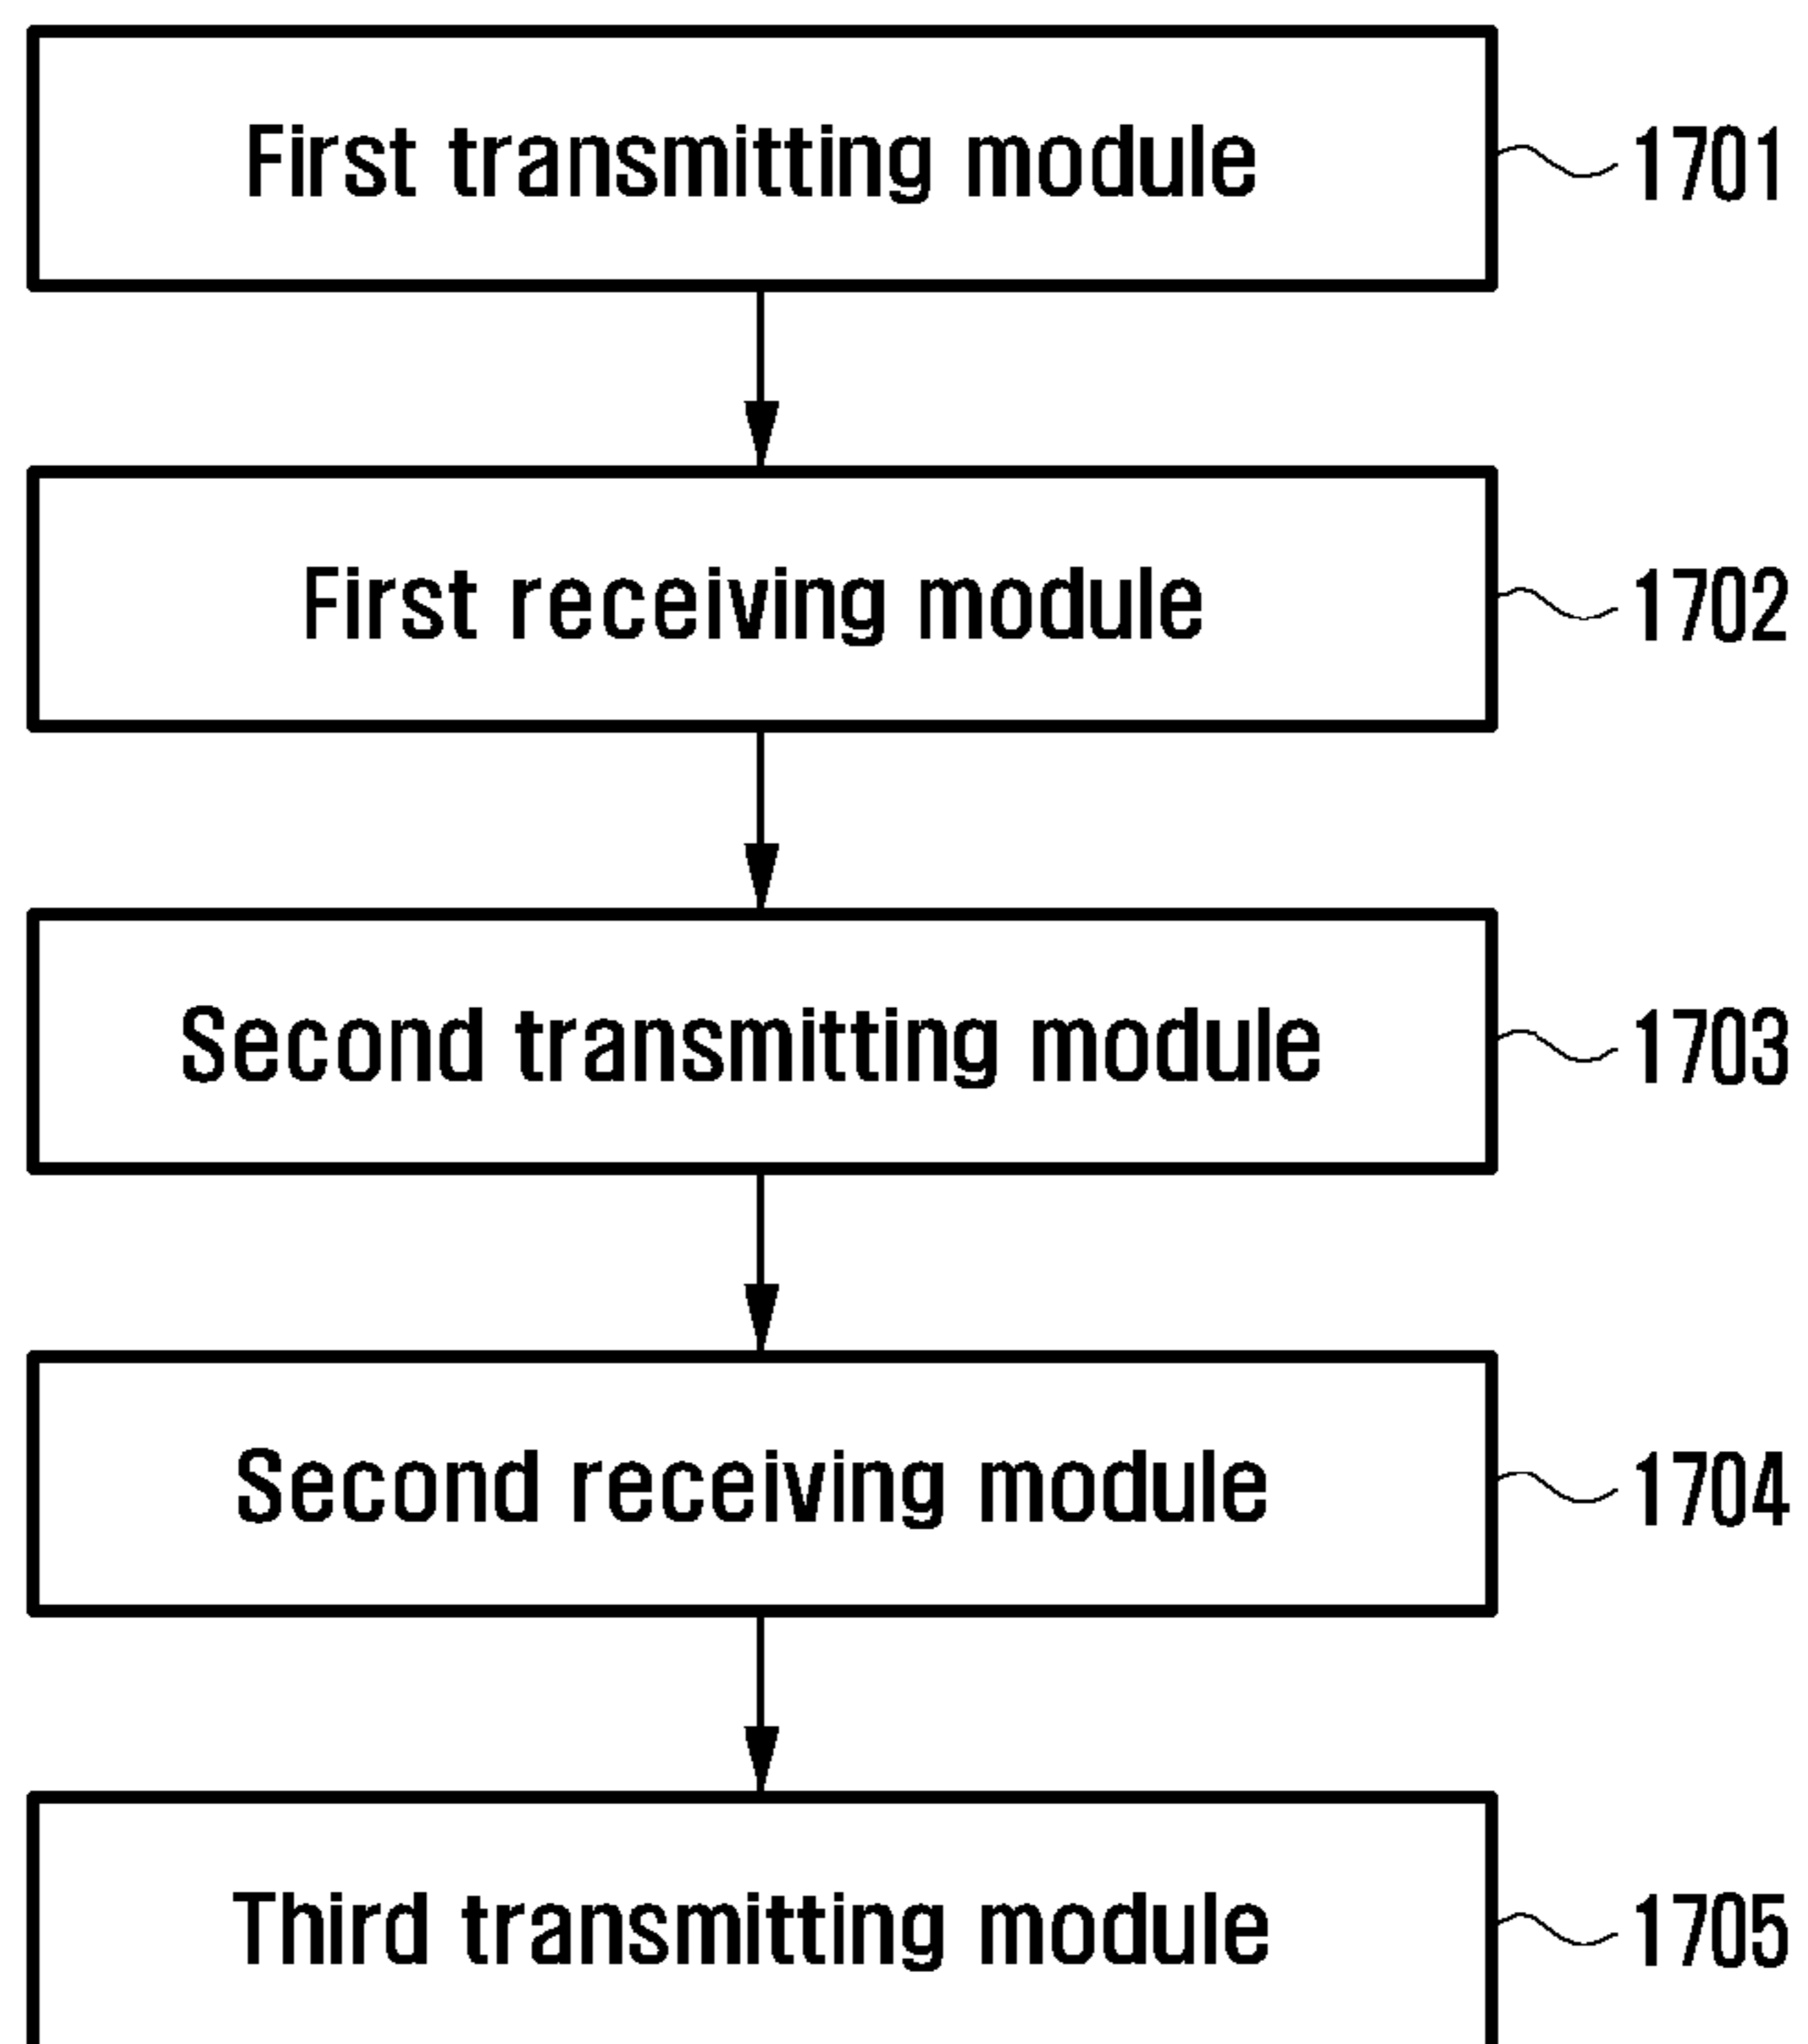 First transmitting module 1701
First receiving module 1702
Second transmitting module 1703
Second receiving module 1704
Third transmitting module 1705